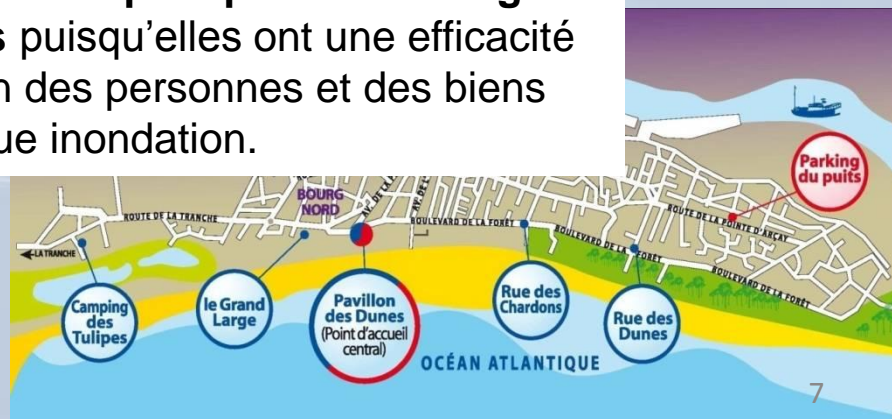 s puisqu’elles ont une efficacité
n des personnes et des biens
ue inondation.
Parking
du puits
BOURG
NORD
ROUTE DE LA TRANCHE
BOULEVARD DE LA FORÊT
ROUTE DE LA POINTE D'ARÇAY
BOULEVARD DE LA FORÊT
BOULEVARD DE LA FORÊT
LA TRANCHE
Camping
des
Tulipes
le Grand
Large
Pavillon
des Dunes
(Point d'accueil
central)
Rue des
Chardons
Rue des
Dunes
OCÉAN ATLANTIQUE
7